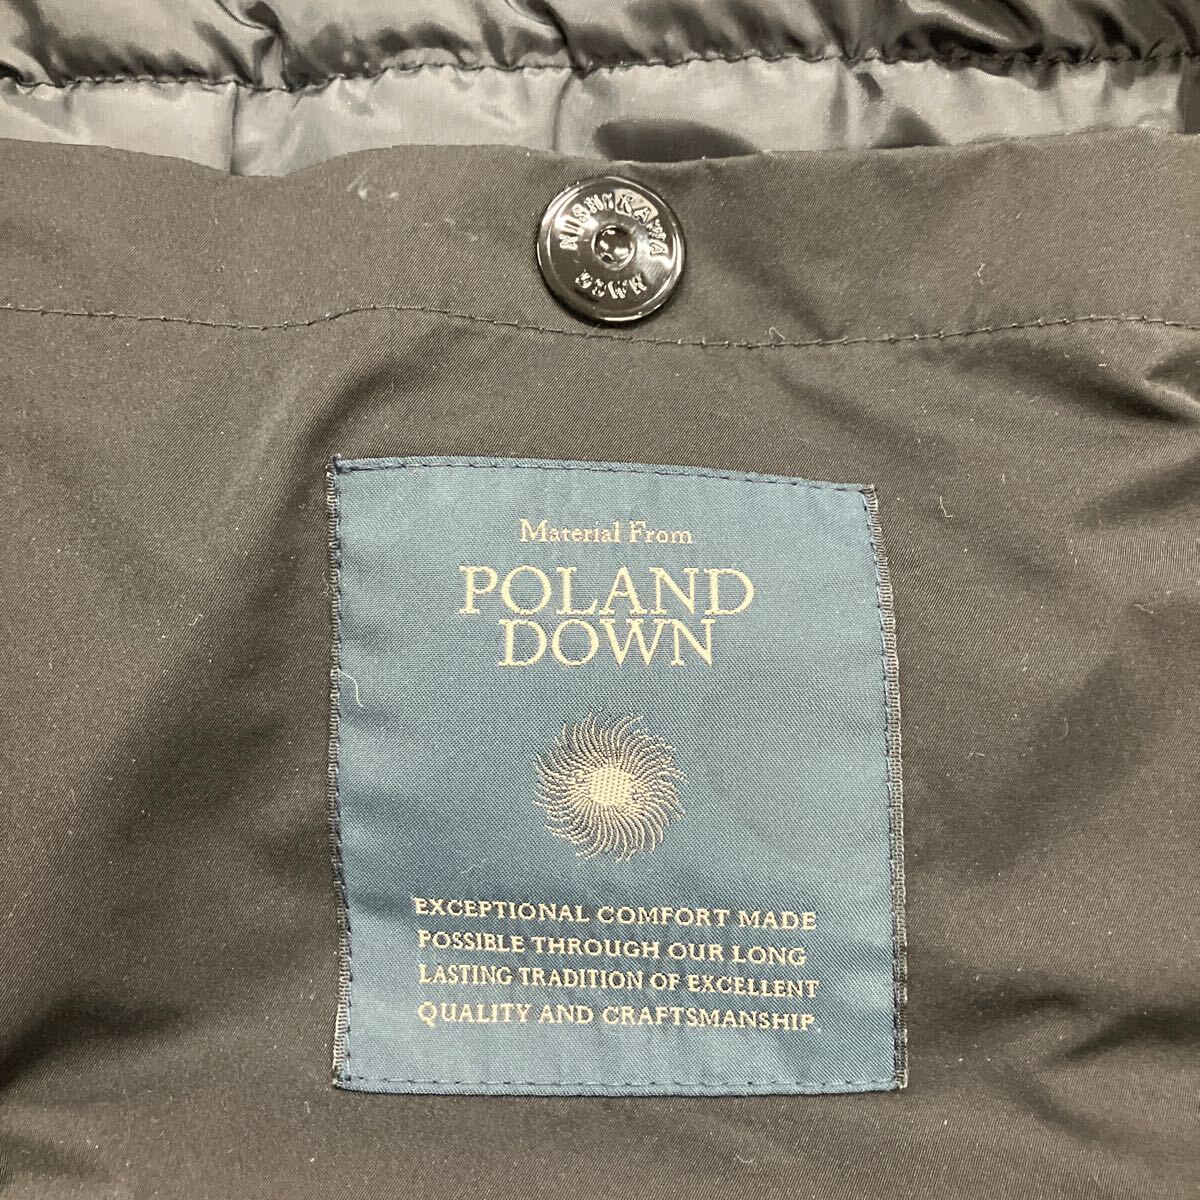 NISHIKAWA
DOWN
Material From
POLAND
DOWN
EXCEPTIONAL COMFORT MADE
POSSIBLE THROUGH OUR LONG
LASTING TRADITION OF EXCELLENT
QUALITY AND CRAFTSMANSHIP.